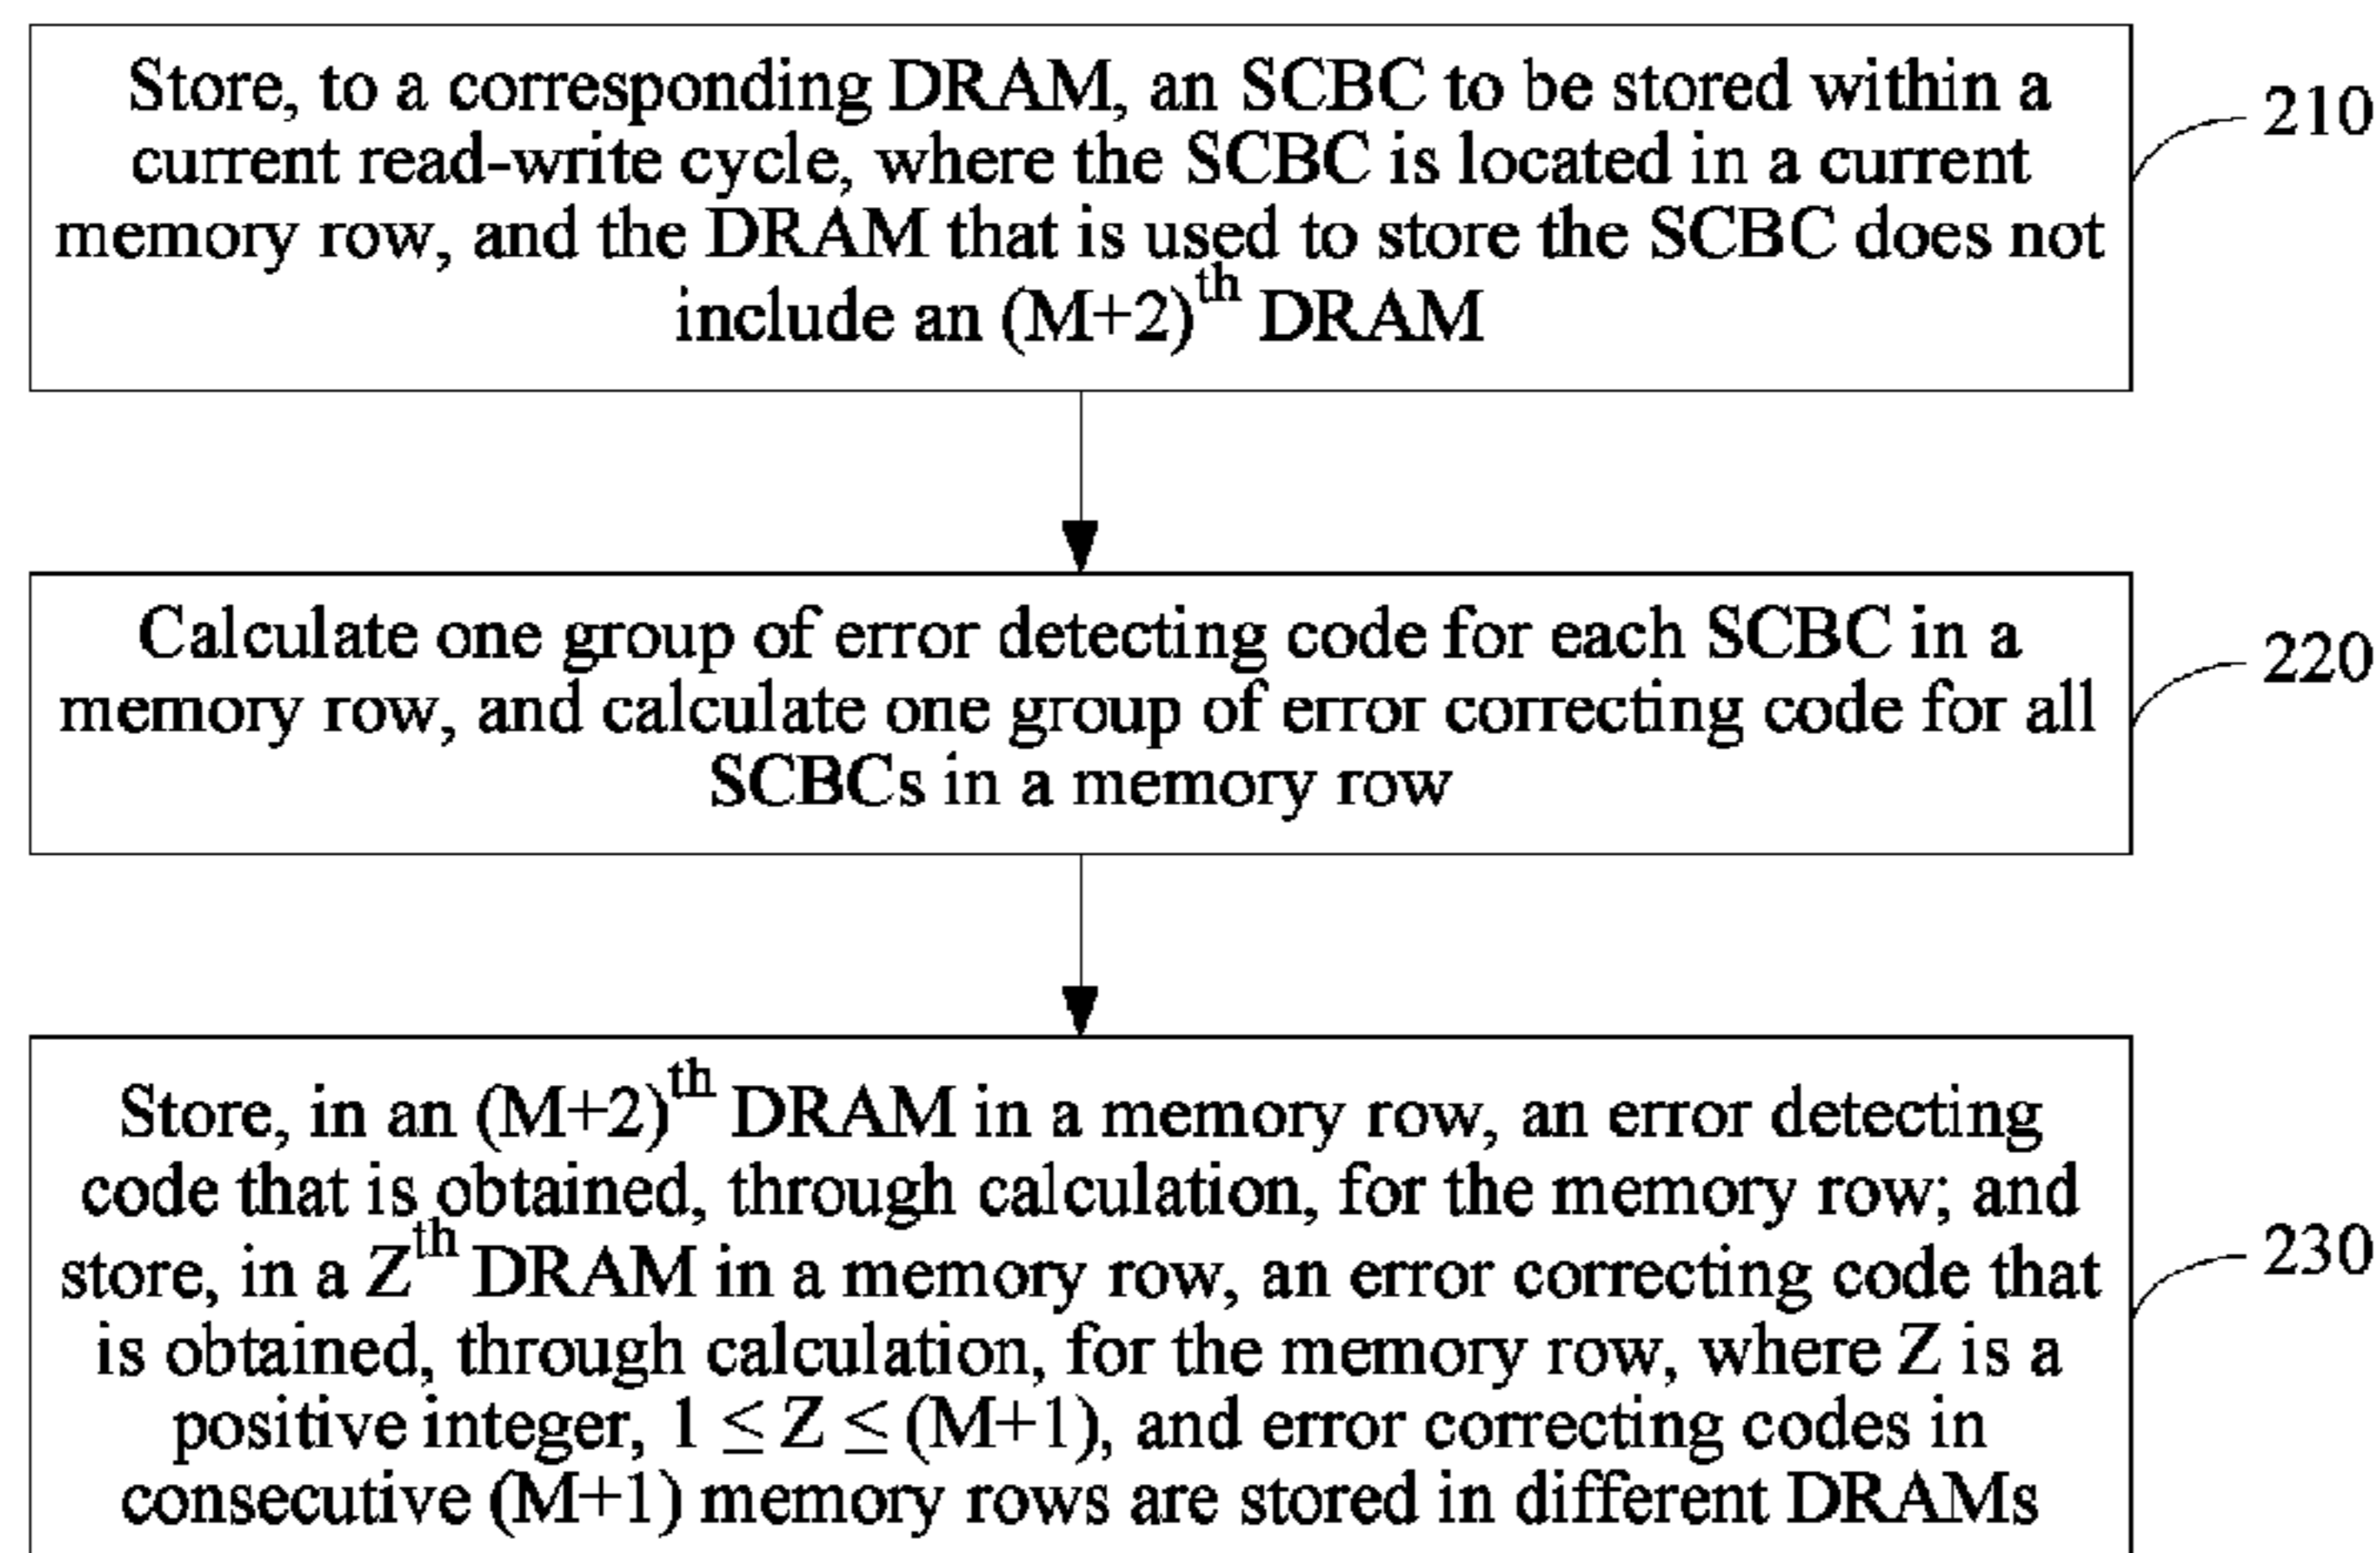 Store, to a corresponding DRAM, an SCBC to be stored within a
current read-write cycle, where the SCBC is located in a current
memory row, and the DRAM that is used to store the SCBC does not
include an (M+2)th DRAM
210
Calculate one group of error detecting code for each SCBC in a
memory row, and calculate one group of error correcting code for all
SCBCs in a memory row
220
Store, in an (M+2)th DRAM in a memory row, an error detecting
code that is obtained, through calculation, for the memory row; and
store, in a Zth DRAM in a memory row, an error correcting code that
is obtained, through calculation, for the memory row, where Z is a
positive integer, 1 ≤ Z ≤ (M+1), and error correcting codes in
consecutive (M+1) memory rows are stored in different DRAMs
230